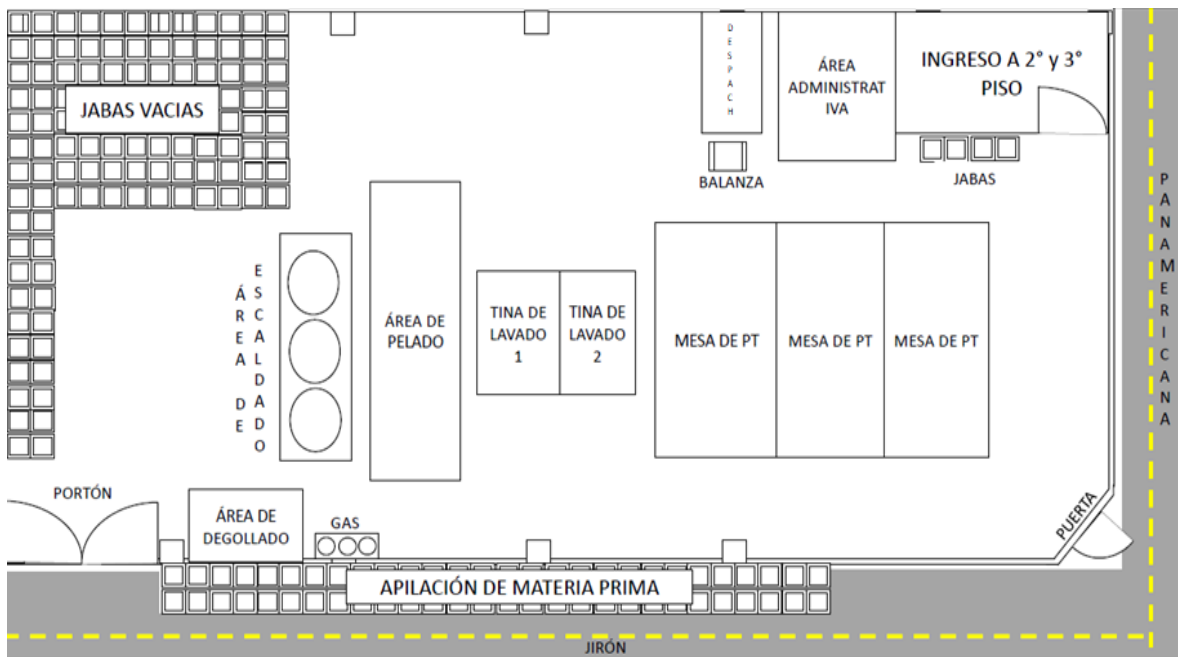 DESPACH
ÁREA
ADMINISTRAT
IVA
INGRESO A 2° y 3°
PISO
JABAS VACIAS
BALANZA
JABAS
PANAMERICANA
ÁREA DE
ESCALDADO
ÁREA DE
PELADO
TINA DE
LAVADO
1
TINA DE
LAVADO
2
MESA DE PT
MESA DE PT
MESA DE PT
PORTÓN
ÁREA DE
DEGOLLADO
GAS
PUERTA
APILACIÓN DE MATERIA PRIMA
JIRÓN